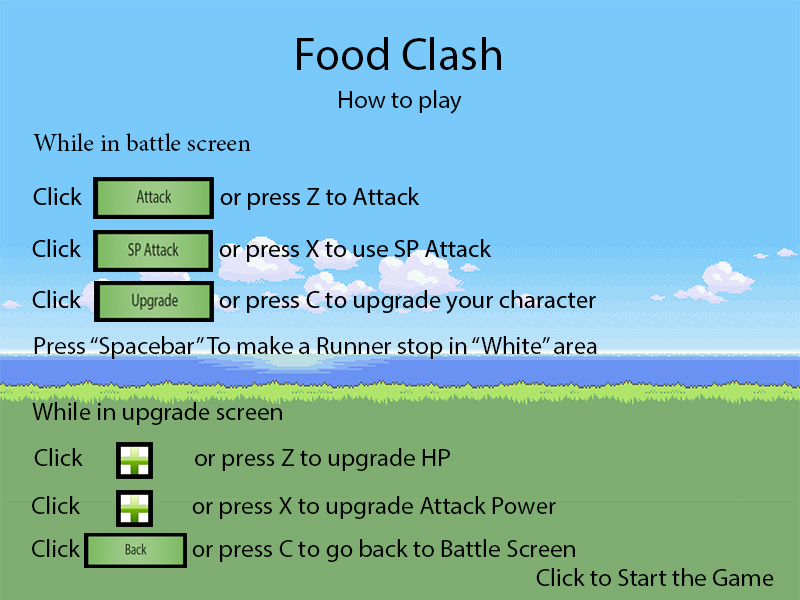 Food Clash
How to play
While in battle screen
Click Attack or press Z to Attack
Click SP Attack or press X to use SP Attack
Click Upgrade or press C to upgrade your character
Press “Spacebar” To make a Runner stop in “White” area
While in upgrade screen
Click or press Z to upgrade HP
Click or press X to upgrade Attack Power
Click Back or press C to go back to Battle Screen
Click to Start the Game